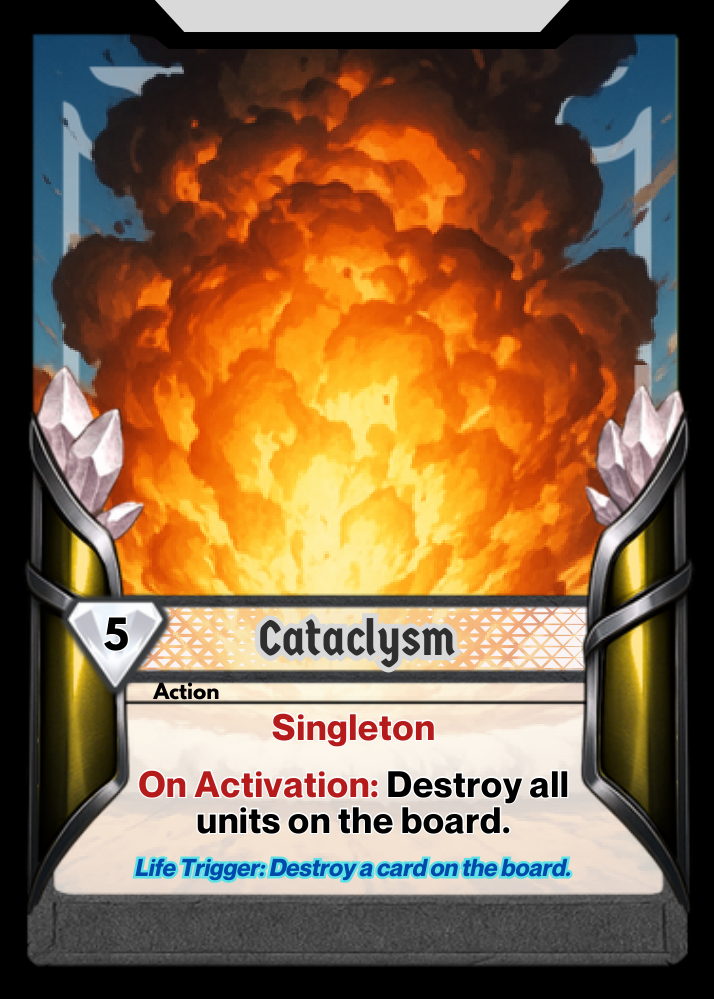 5
Cataclysm
Action
Singleton
On Activation: Destroy all
units on the board.
Life Trigger: Destroy a card on the board.